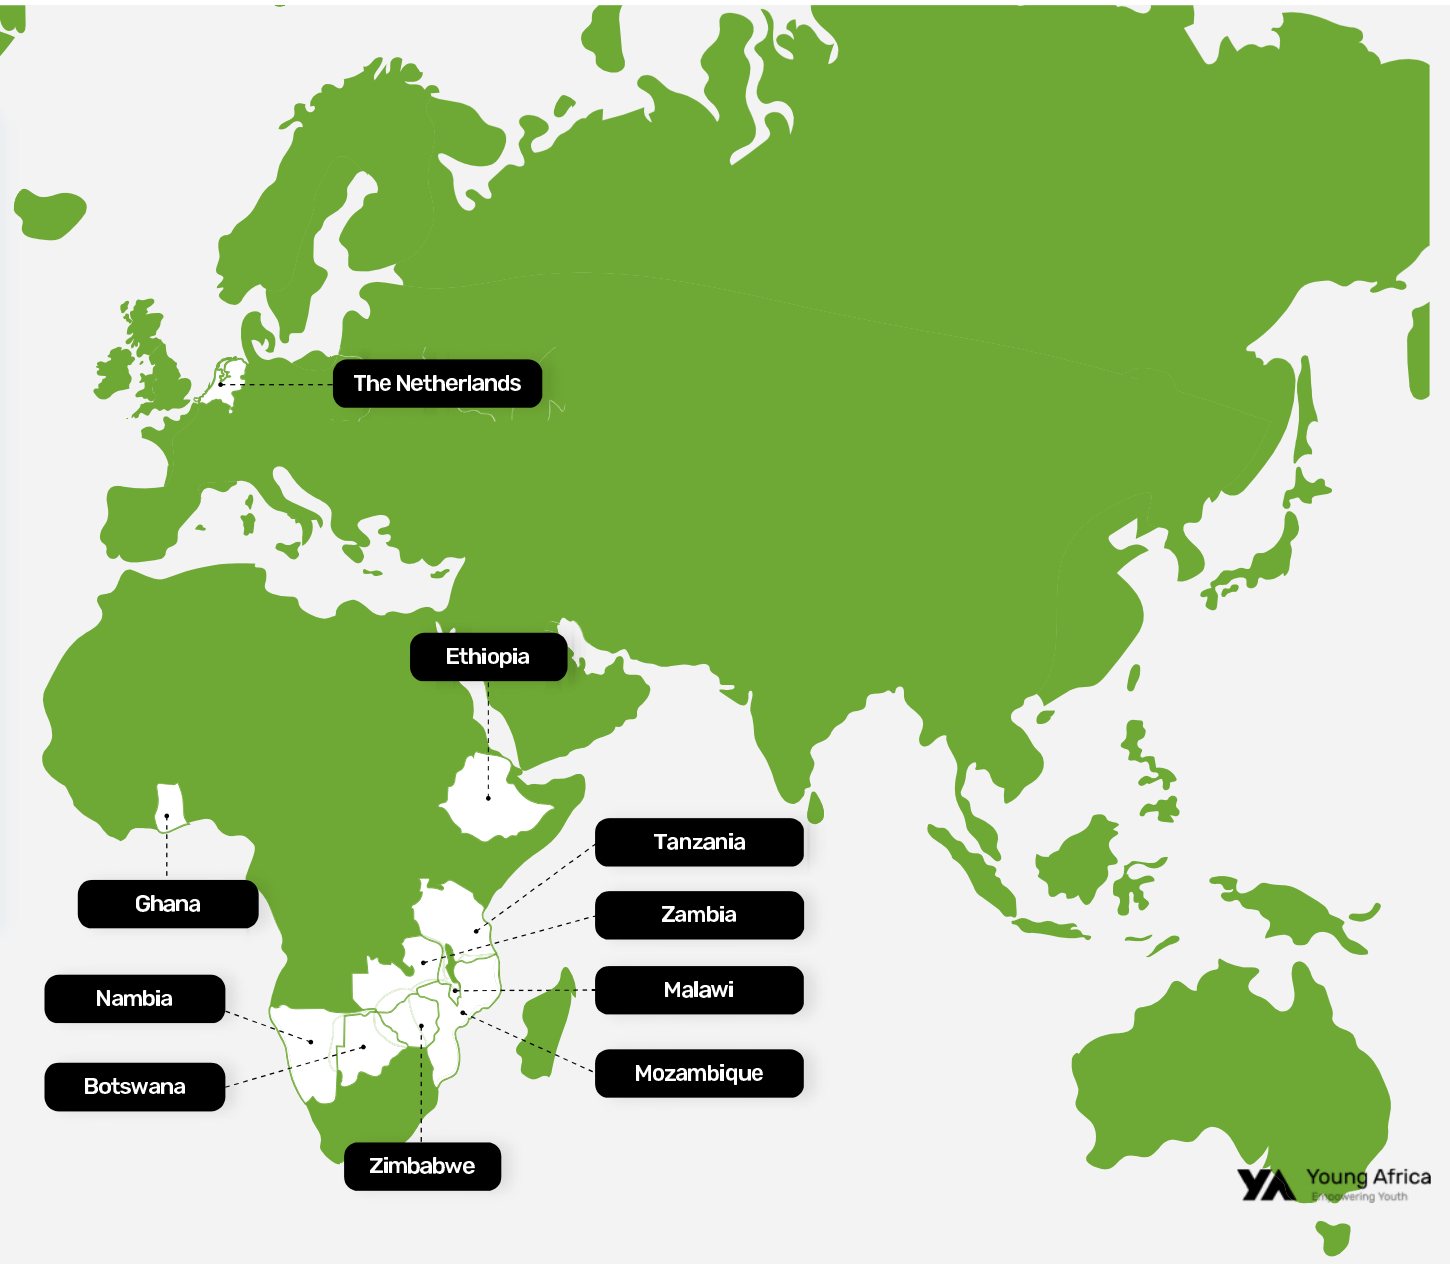 The Netherlands
Ethiopia
Tanzania
Ghana
Zambia
Nambia
Malawi
Botswana
Mozambique
Zimbabwe
YA Young Africa
Empowering Youth